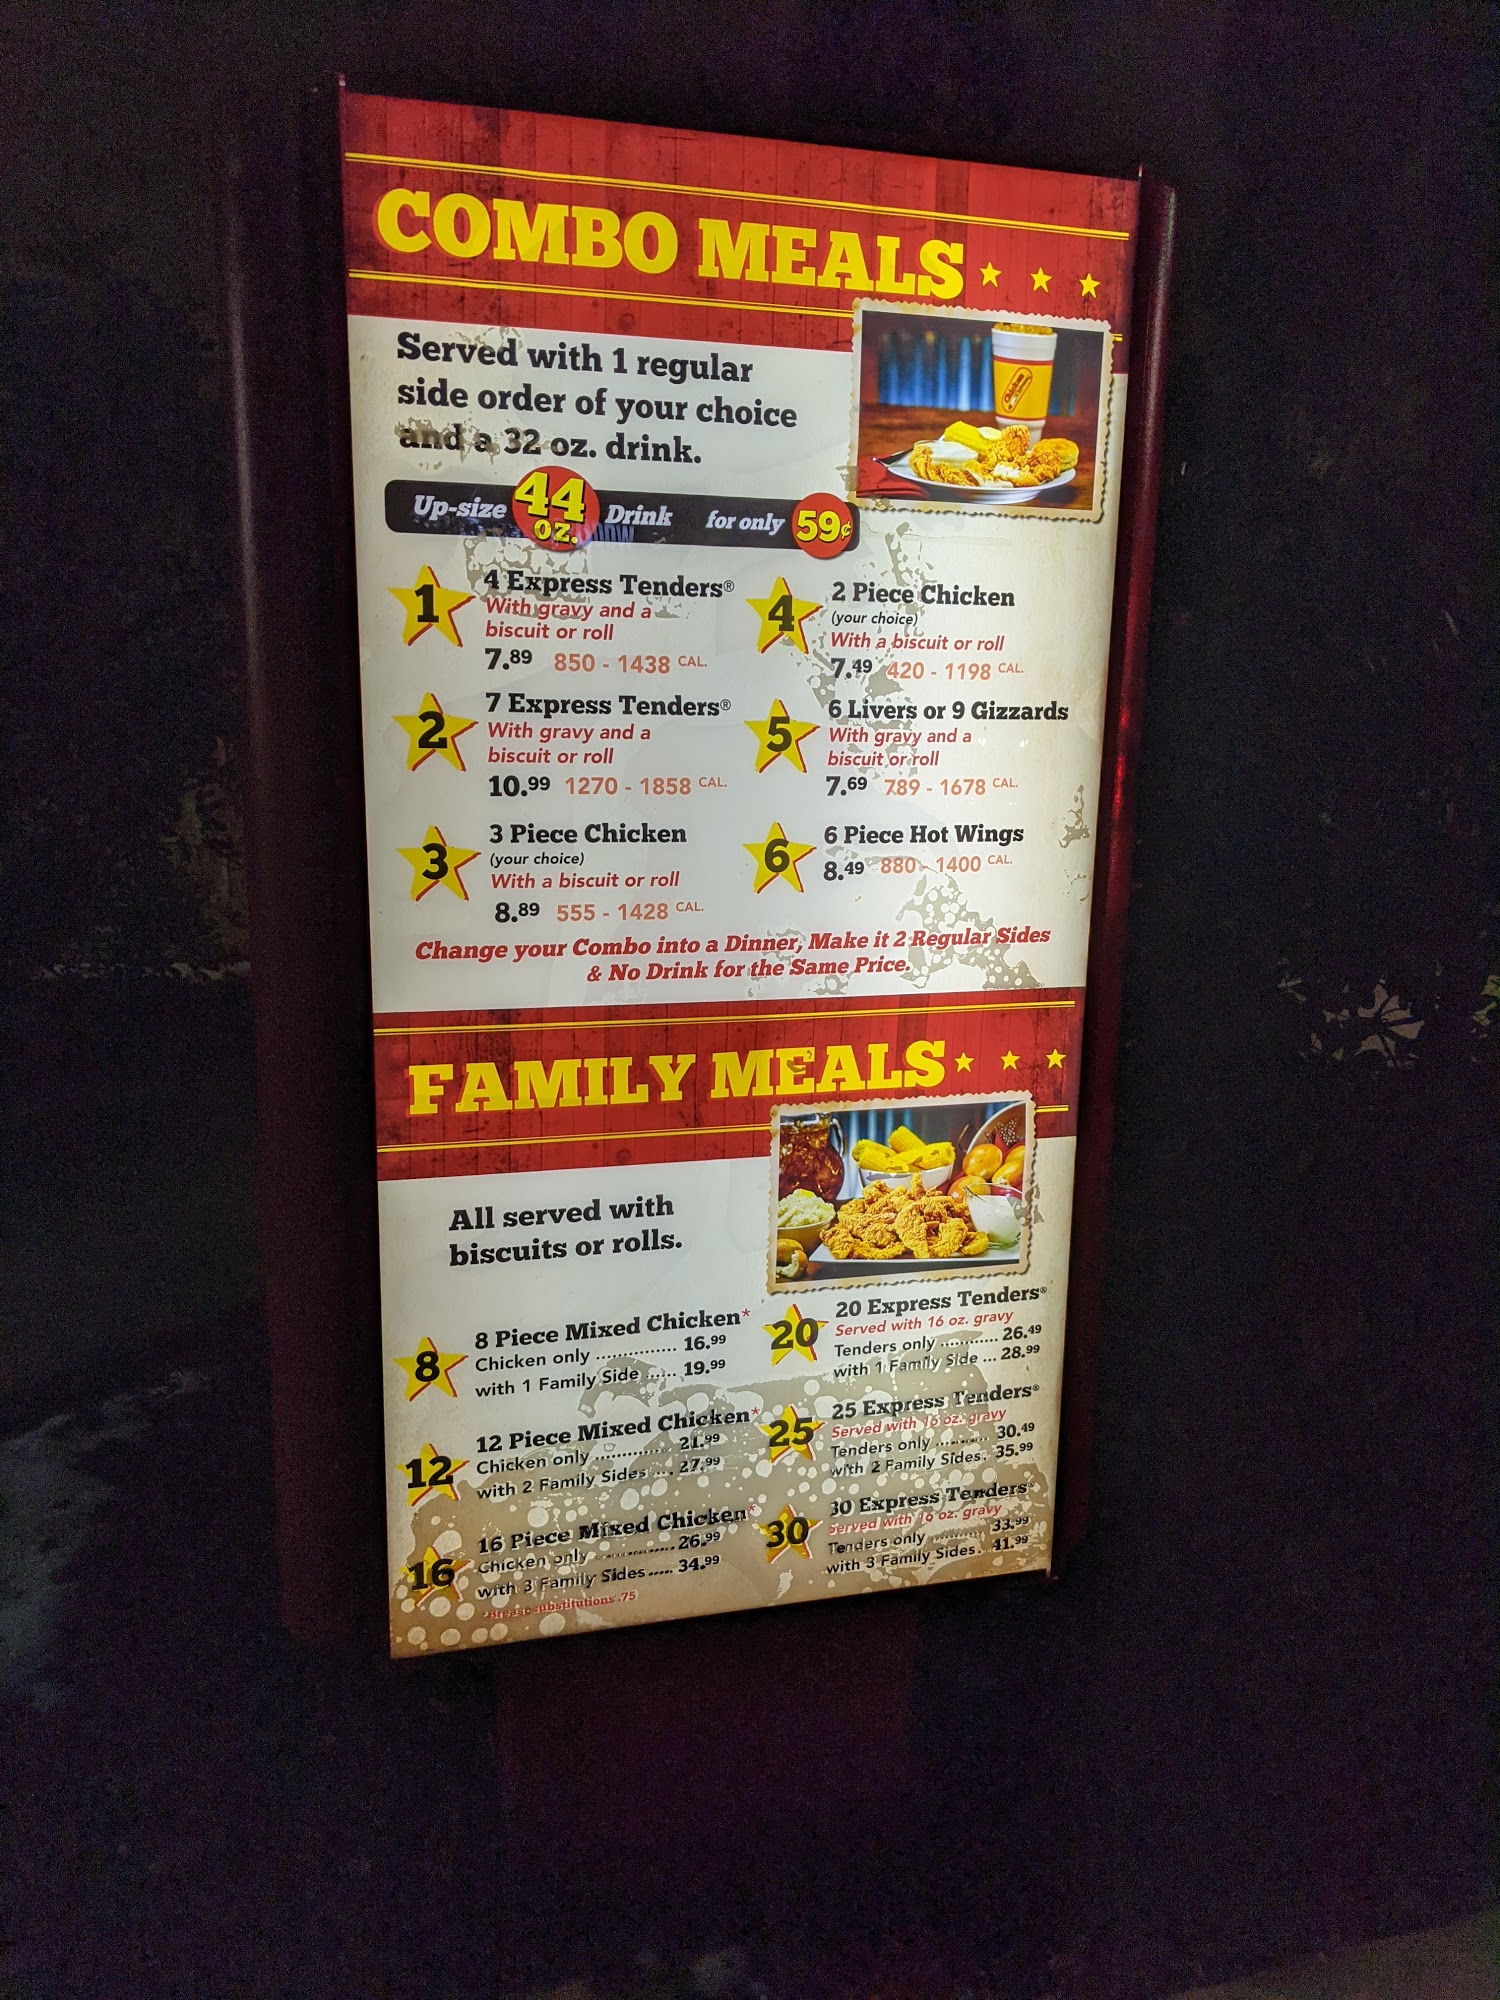 COMBO MEALS
Served with 1 regular
side order of your choice
and a 32 oz. drink.
Up-size 44 oz. Drink for only 59¢
1
4 Express Tenders®
With gravy and a
biscuit or roll
7.89 850 - 1438 CAL.
2
7 Express Tenders®
With gravy and a
biscuit or roll
10.99 1270 - 1858 CAL.
3
3 Piece Chicken
(your choice)
With a biscuit or roll
8.89 555 - 1428 CAL.
4
2 Piece Chicken
(your choice)
With a biscuit or roll
7.49 420 - 1198 CAL.
5
6 Livers or 9 Gizzards
With gravy and a
biscuit or roll
7.69 789 - 1678 CAL.
6
6 Piece Hot Wings
8.49 880 - 1400 CAL.
Change your Combo into a Dinner, Make it 2 Regular Sides
& No Drink for the Same Price.
FAMILY MEALS
All served with
biscuits or rolls.
8
8 Piece Mixed Chicken*
Chicken only ................ 16.99
with 1 Family Side ...... 19.99
12
12 Piece Mixed Chicken*
Chicken only .............. 21.99
with 2 Family Sides .... 27.99
16
16 Piece Mixed Chicken*
Chicken only ................ 26.99
with 3 Family Sides ..... 34.99
*Breast substitutions .75
20
20 Express Tenders®
Served with 16 oz. gravy
Tenders only ............ 26.49
with 1 Family Side ... 28.99
25
25 Express Tenders®
Served with 16 oz. gravy
Tenders only ........... 30.49
with 2 Family Sides. 35.99
30
30 Express Tenders®
Served with 16 oz. gravy
Tenders only ............ 33.99
with 3 Family Sides. 41.99